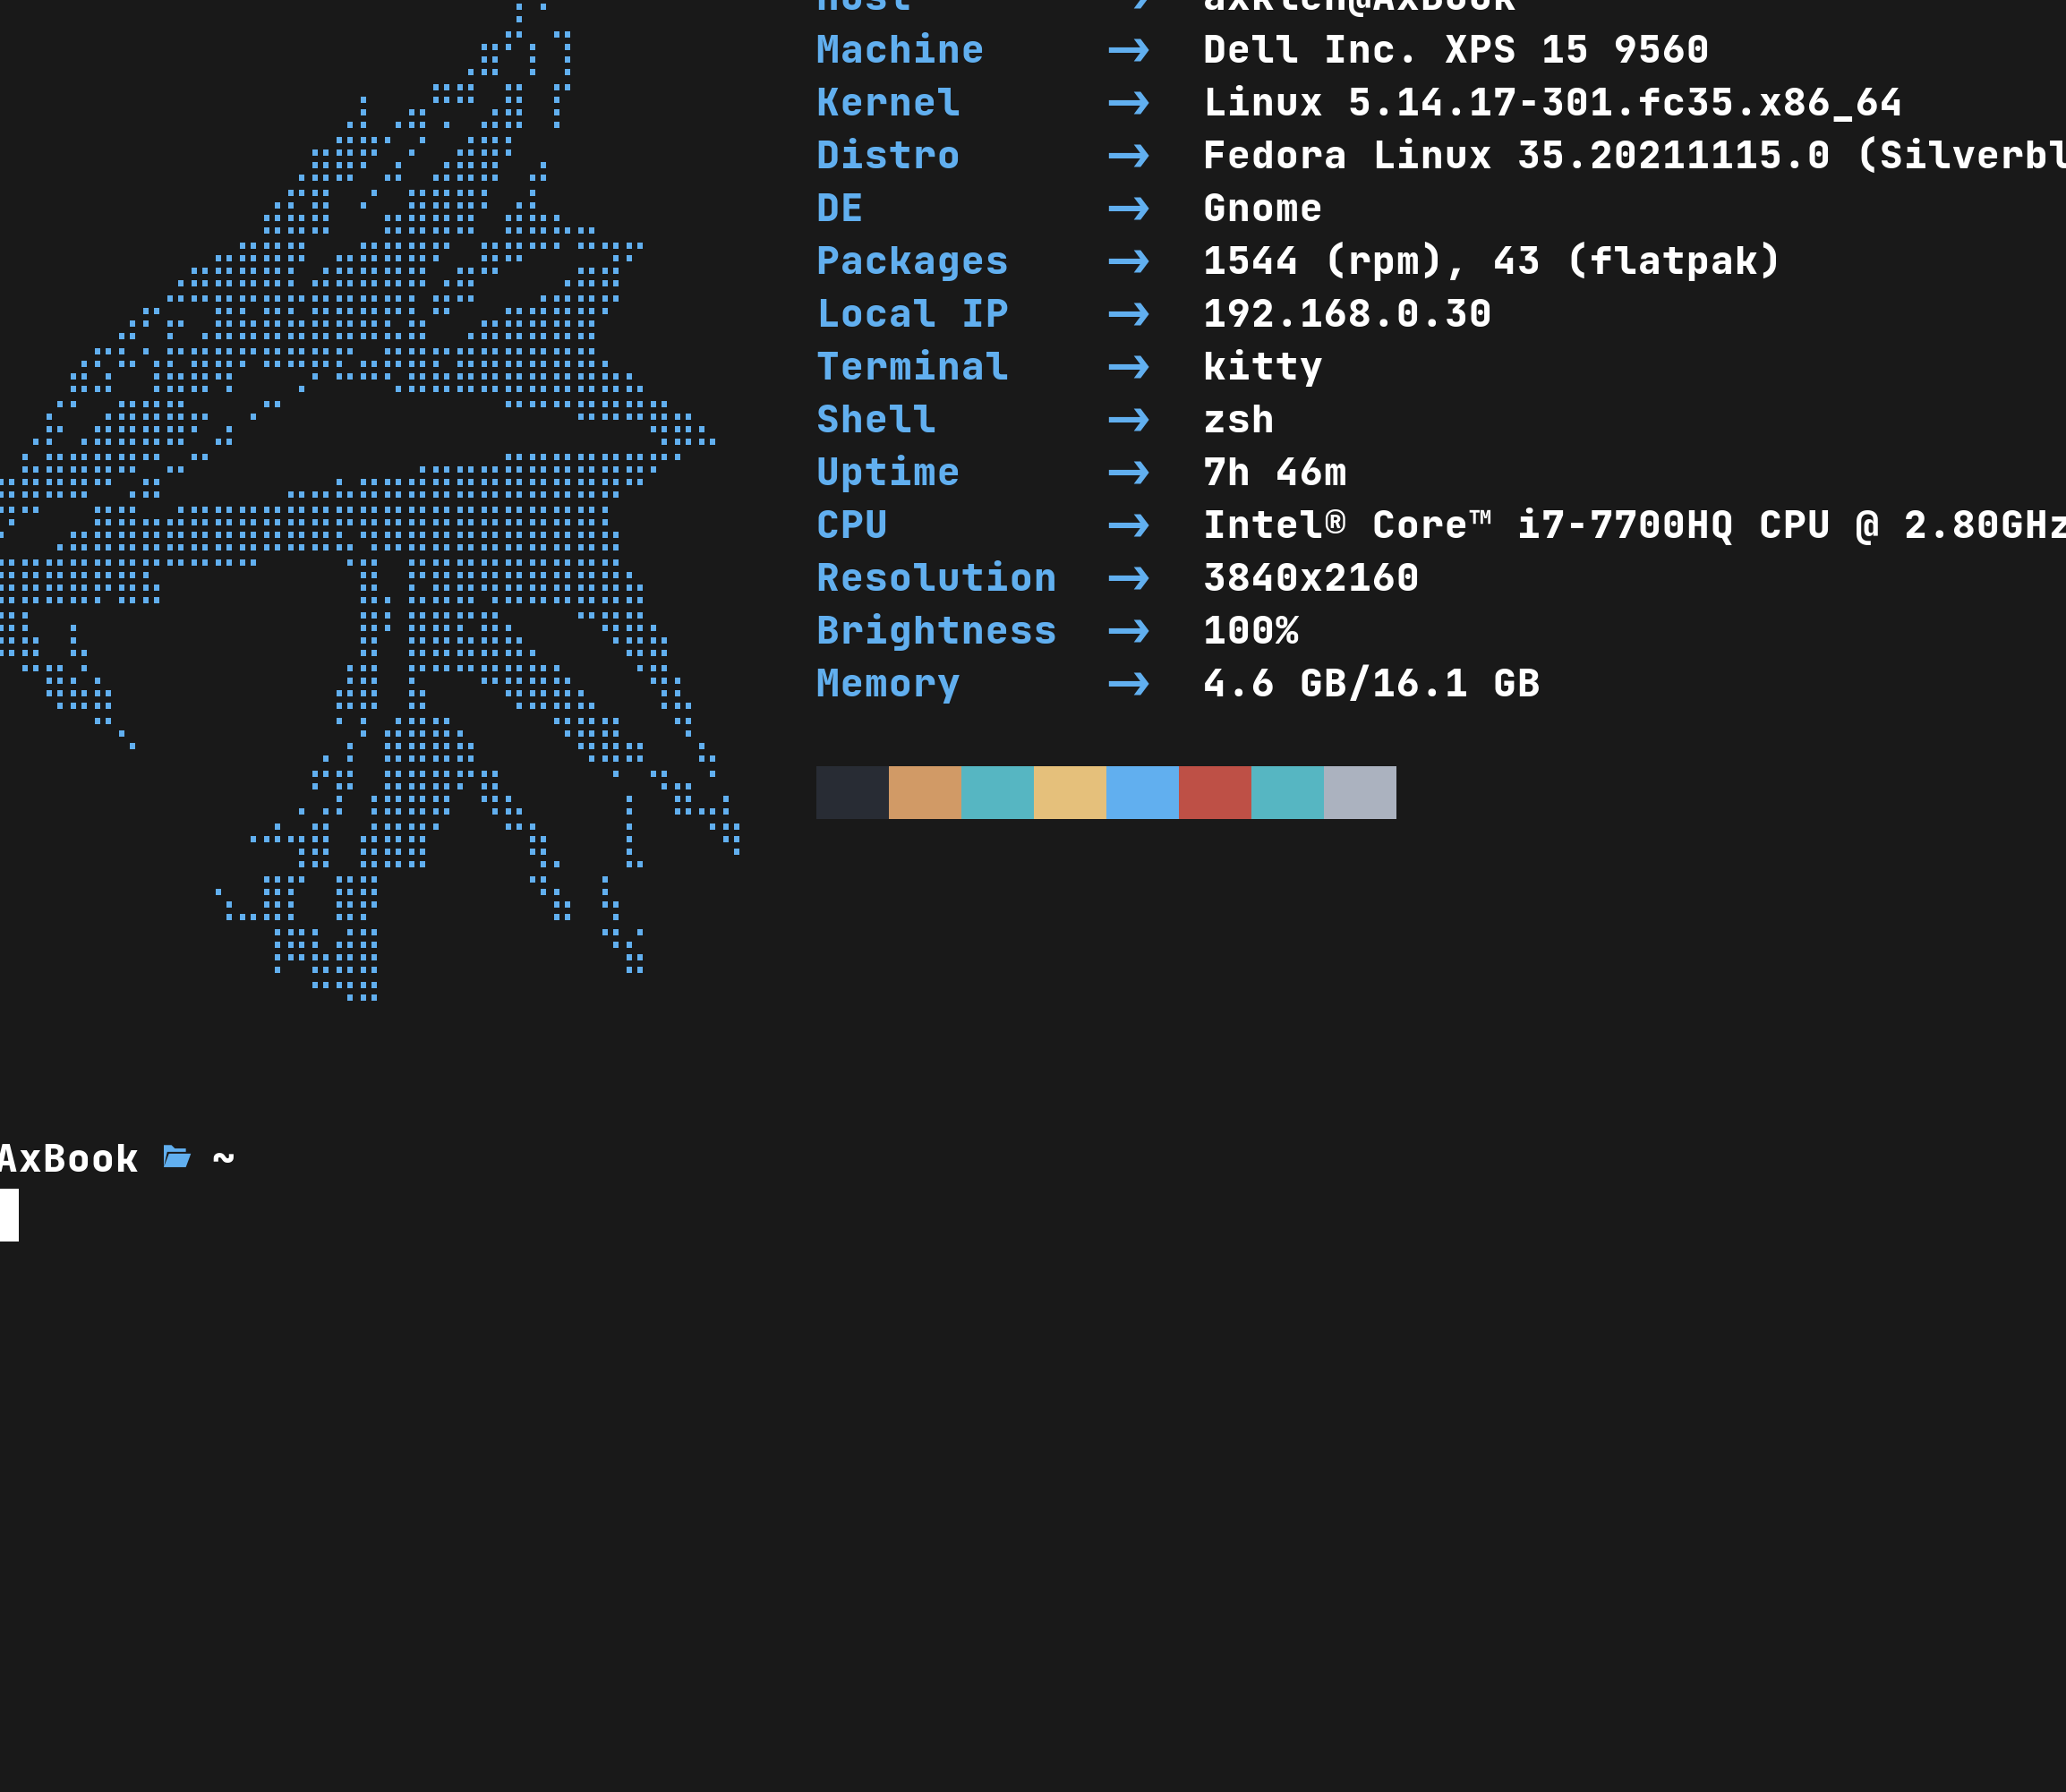 Host →
Machine → Dell Inc. XPS 15 9560
Kernel → Linux 5.14.17-301.fc35.x86_64
Distro → Fedora Linux 35.20211115.0 (Silverbl
DE → Gnome
Packages → 1544 (rpm), 43 (flatpak)
Local IP → 192.168.0.30
Terminal → kitty
Shell → zsh
Uptime → 7h 46m
CPU → Intel® Core™ i7-7700HQ CPU @ 2.80GHz
Resolution → 3840x2160
Brightness → 100%
Memory → 4.6 GB/16.1 GB
AxBook ~